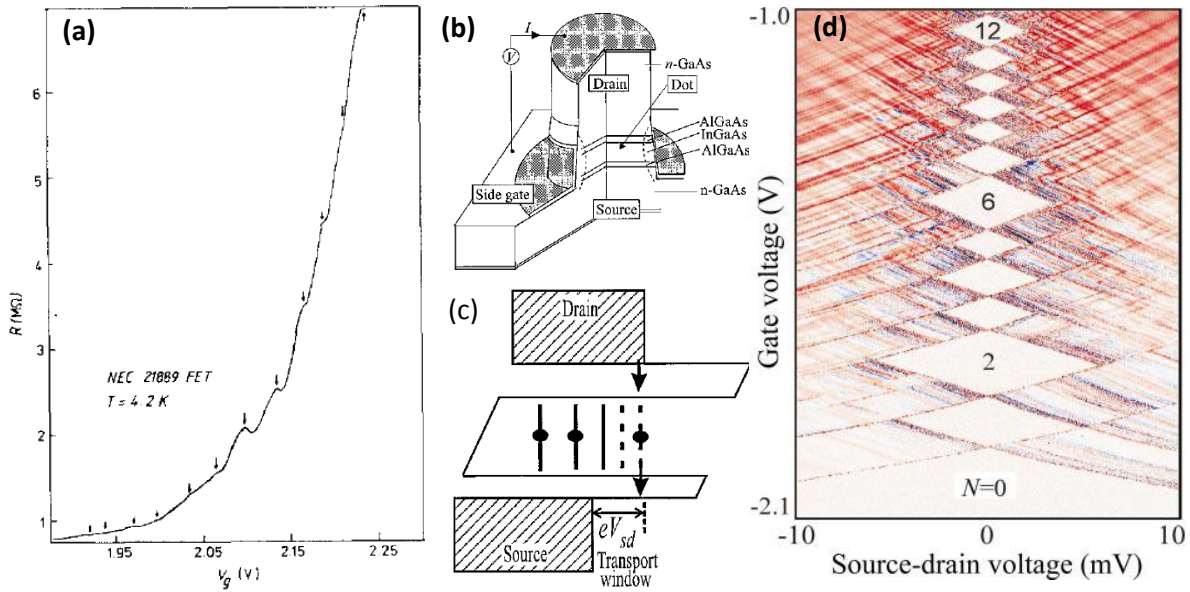 (a)
6
5
4
3
2
1
R (MΩ)
NEC 21889 FET
T = 4.2 K
1.95
2.05
2.15
2.25
Vg (V)
(b)
I
V
n-GaAs
Drain
Dot
AlGaAs
InGaAs
AlGaAs
n-GaAs
Side gate
Source
(c)
Drain
eVsd
Source
Transport
window
(d)
-1.0
12
6
2
N=0
Gate voltage (V)
-2.1
-10
0
10
Source-drain voltage (mV)